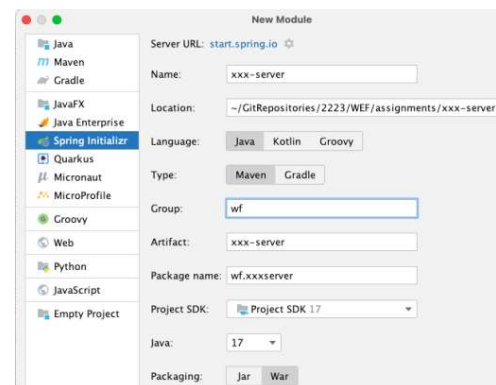 New Module
Java
Maven
Gradle
JavaFX
Java Enterprise
Spring Initializr
Quarkus
Micronaut
MicroProfile
Groovy
Web
Python
JavaScript
Empty Project
Server URL: start.spring.io
Name: xxx-server
Location: ~/GitRepositories/2223/WEF/assignments/xxx-server
Language: Java Kotlin Groovy
Type: Maven Gradle
Group: wf
Artifact: xxx-server
Package name: wf.xxxserver
Project SDK: Project SDK 17
Java: 17
Packaging: Jar War